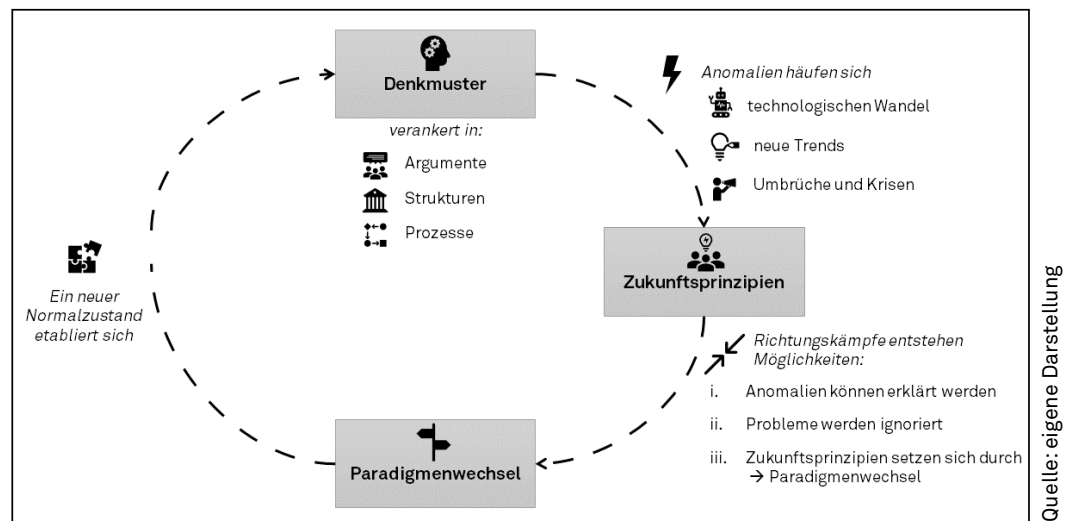 Denkmuster
verankert in:
Argumente
Strukturen
Prozesse
Anomalien häufen sich
technologischen Wandel
neue Trends
Umbrüche und Krisen
Zukunftsprinzipien
Richtungskämpfe entstehen
Möglichkeiten:
i. Anomalien können erklärt werden
ii. Probleme werden ignoriert
iii. Zukunftsprinzipien setzen sich durch
→ Paradigmenwechsel
Paradigmenwechsel
Ein neuer
Normalzustand
etabliert sich
Quelle: eigene Darstellung